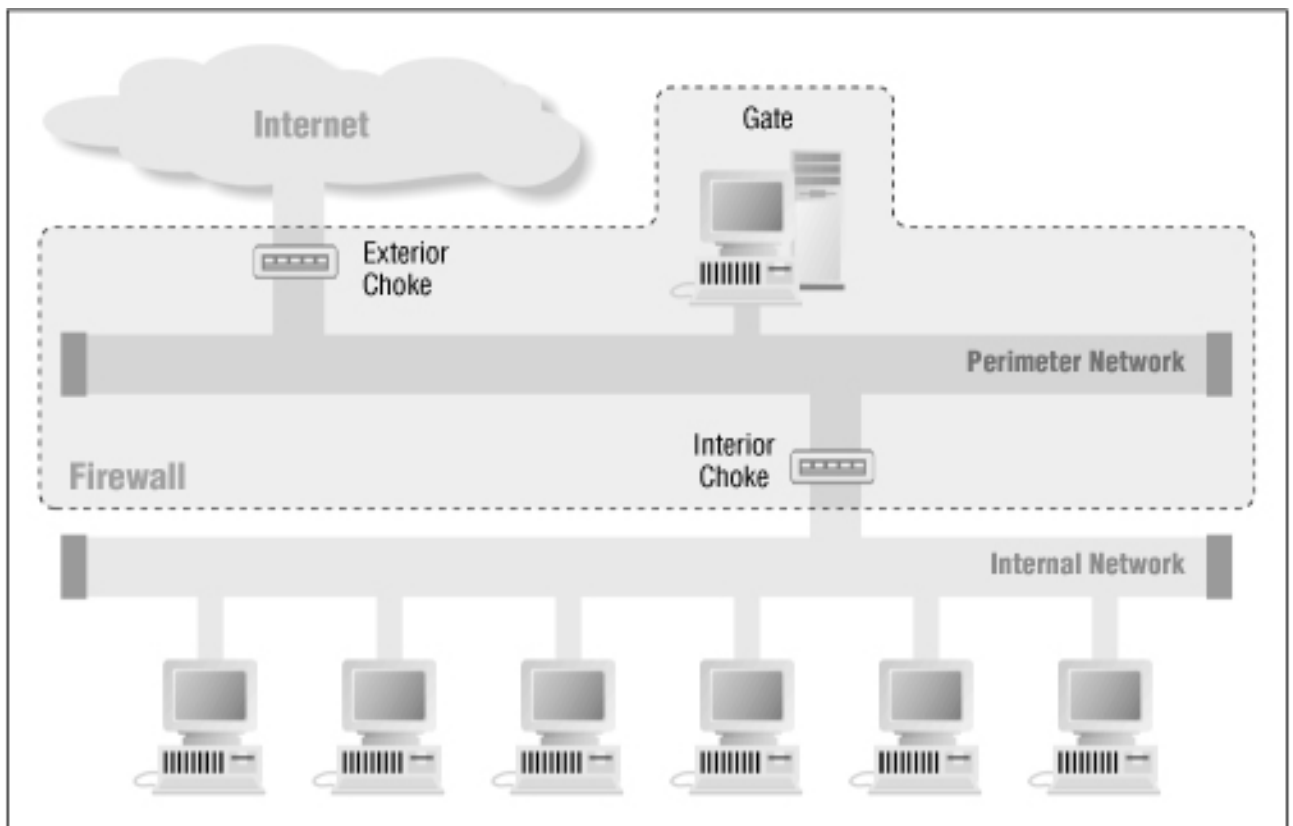 Internet
Gate
Exterior
Choke
Perimeter Network
Interior
Choke
Firewall
Internal Network